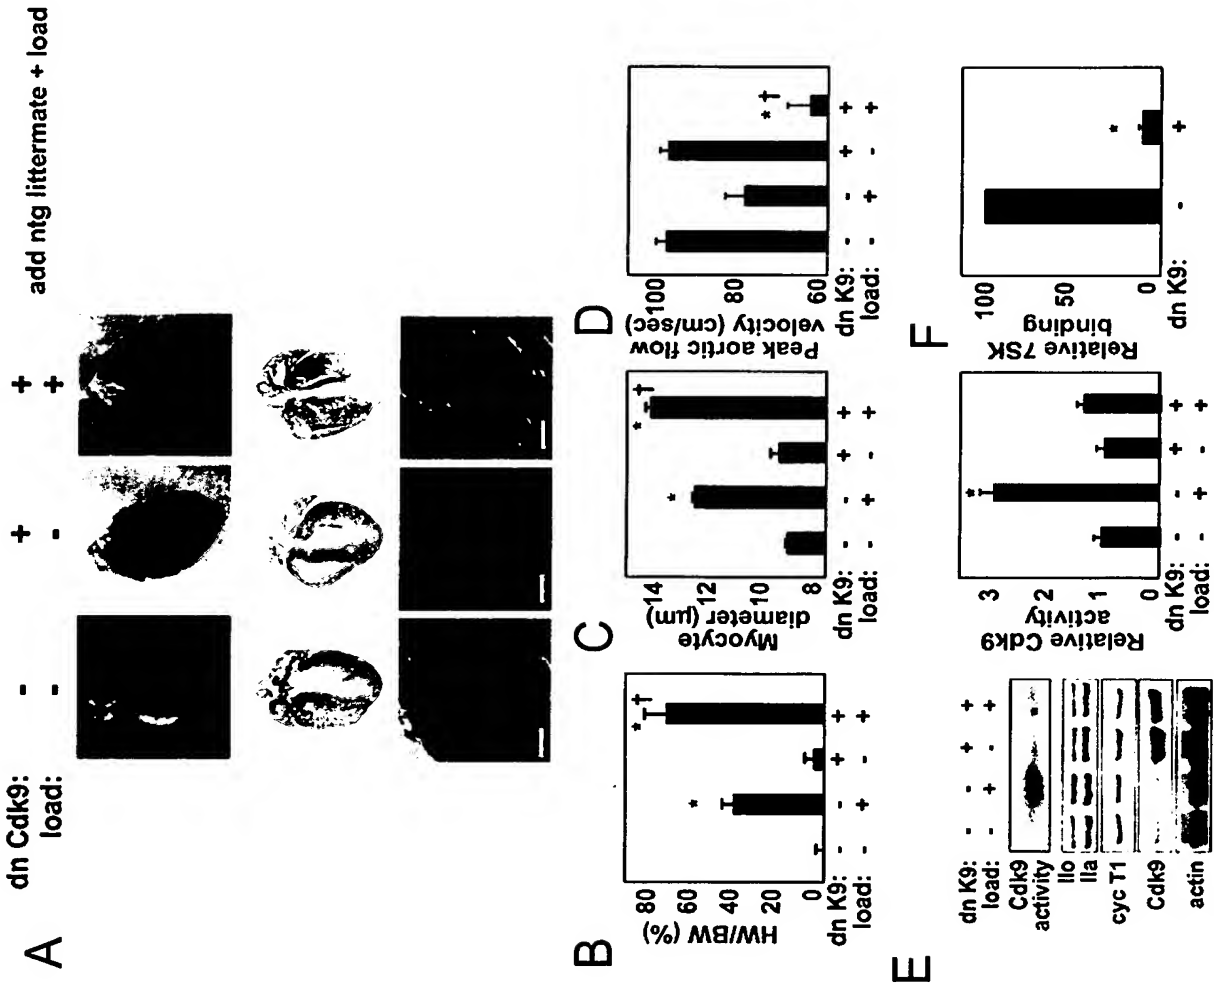 A
dn Cdk9: - + +
load: - - +
add ntg littermate + load
B
HW/BW (%)
80
60
40
20
0
dn K9: - - + +
load: - + - +
*
* †
C
Myocyte
diameter (μm)
14
12
10
8
dn K9: - - + +
load: - + - +
*
* †
D
Peak aortic flow
velocity (cm/sec)
100
80
60
dn K9: - - + +
load: - + - +
* †
E
dn K9: - - + +
load: - + - +
Cdk9
activity
IIo
IIa
cyc T1
Cdk9
actin
Relative Cdk9
activity
3
2
1
0
dn K9: - - + +
load: - + - +
*
F
Relative 7SK
binding
100
50
0
dn K9: - +
*